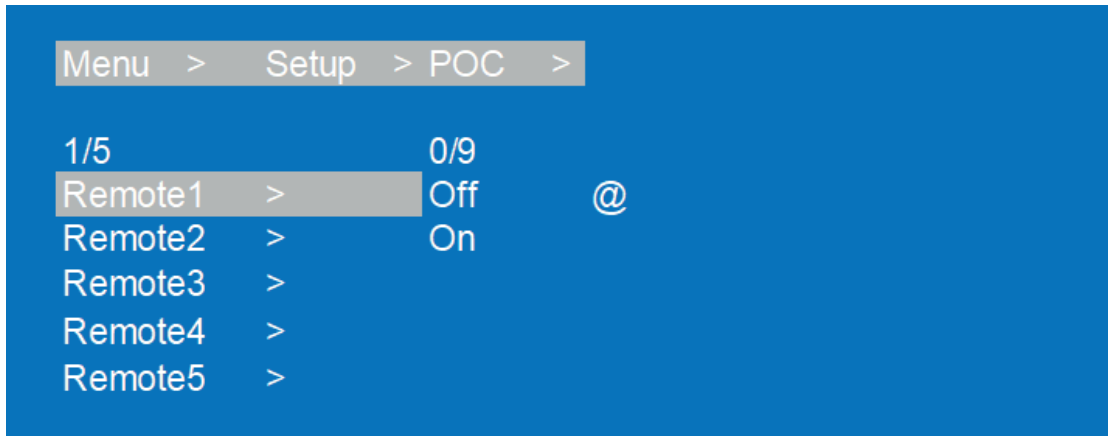 Menu > Setup > POC >
1/5 0/9
Remote1 > Off @
Remote2 > On
Remote3 >
Remote4 >
Remote5 >